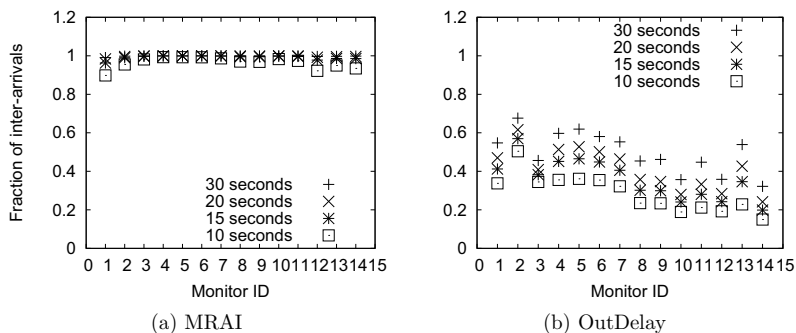 Fraction of inter-arrivals
1.2
1
0.8
0.6
0.4
0.2
0
30 seconds
20 seconds
15 seconds
10 seconds
0 1 2 3 4 5 6 7 8 9 10 11 12 13 14 15
Monitor ID
(a) MRAI
1.2
1
0.8
0.6
0.4
0.2
0
30 seconds
20 seconds
15 seconds
10 seconds
0 1 2 3 4 5 6 7 8 9 10 11 12 13 14 15
Monitor ID
(b) OutDelay